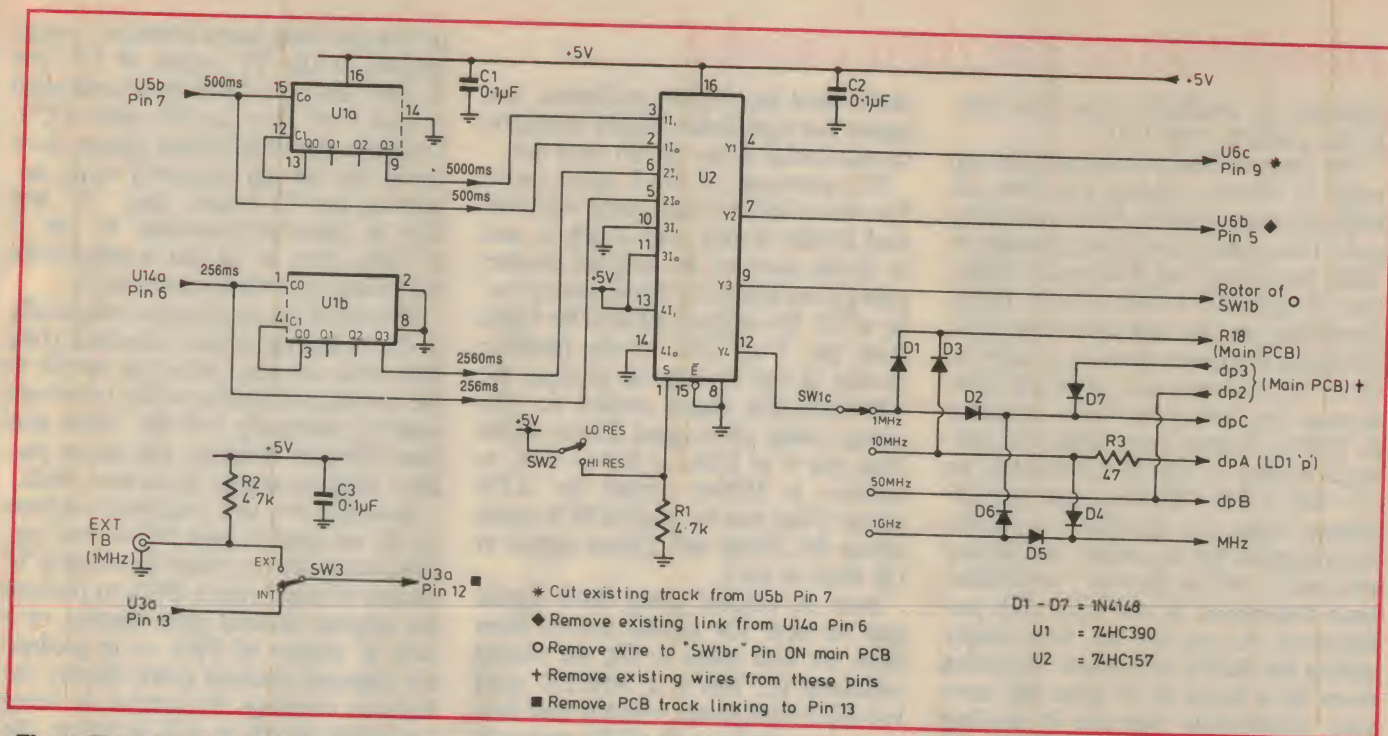 +5V
U5b
Pin 7
500ms
15
16
C0
U1a
14
12
C1
Q0 Q1 Q2 Q3
13
9
C1
0·1µF
5000ms
500ms
U14a
Pin 6
256ms
1
C0
U1b
2
4
C1
8
Q0 Q1 Q2 Q3
3
2560ms
256ms
16
3 1I₁
2 1I₀
6 2I₁
5 2I₀
10 3I₁
11 3I₀
+5V
13 4I₁
14 4I₀
U2
Y1 4
Y2 7
Y3 9
Y4 12
S E
1 15 8
C2
0·1µF
+5V
U6c
Pin 9 *
U6b
Pin 5 ◆
Rotor of
SW1b ○
R18
(Main PCB)
dp3
dp2 } (Main PCB) +
dpC
dpA (LD1 'p')
dpB
MHz
D1
D3
D2
D7
R3
47
D6
D4
D5
SW1c
1MHz
10MHz
50MHz
1GHz
+5V
SW2
LO RES
HI RES
R1
4·7k
+5V
R2
4·7k
C3
0·1µF
EXT
TB
(1MHz)
EXT
INT
SW3
U3a
Pin 13
U3a
Pin 12 ■
* Cut existing track from U5b Pin 7
◆ Remove existing link from U14a Pin 6
○ Remove wire to "SW1br" Pin ON main PCB
+ Remove existing wires from these pins
■ Remove PCB track linking to Pin 13
D1 - D7 = 1N4148
U1 = 74HC390
U2 = 74HC157